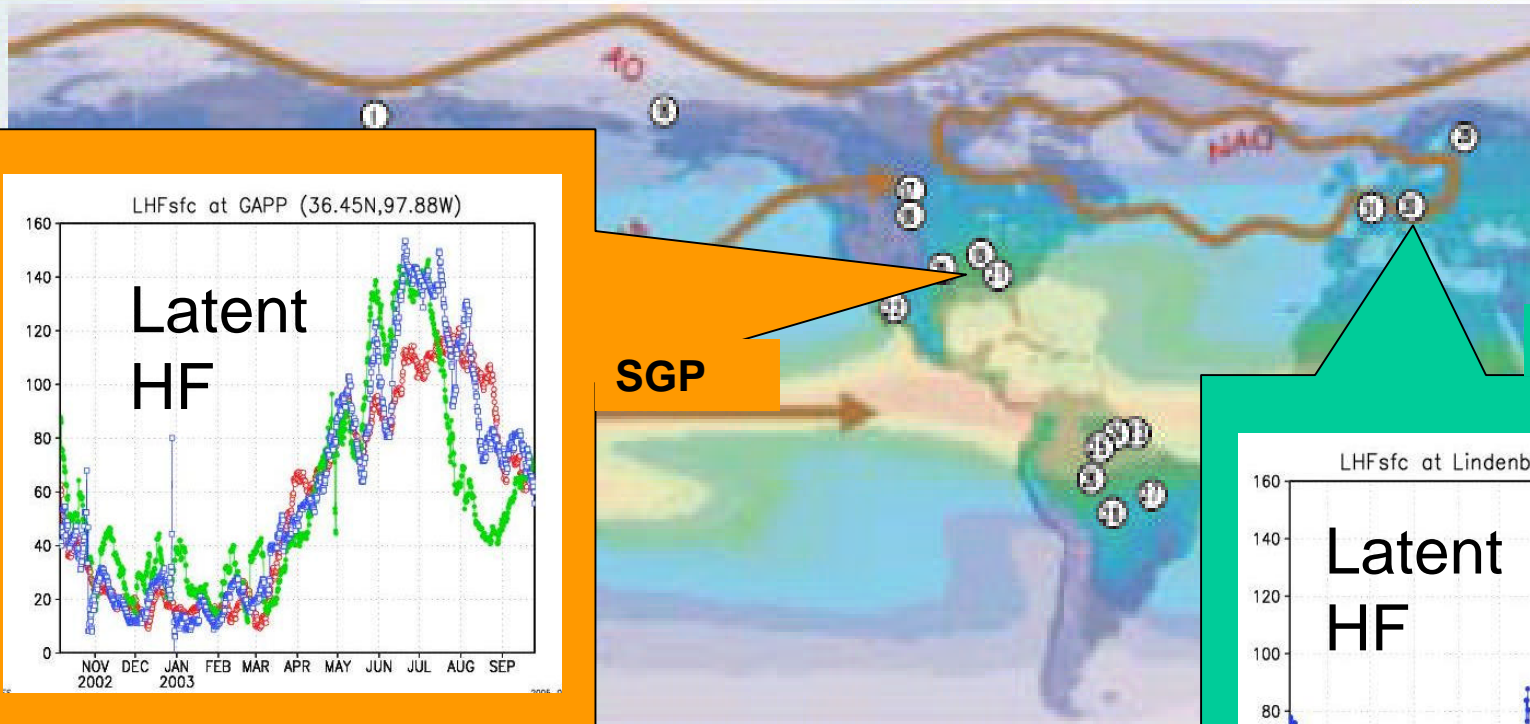 AO
NAO
LHFsfc at GAPP (36.45N,97.88W)
160
140
120
100
80
60
40
20
0
Latent
HF
NOV DEC JAN FEB MAR APR MAY JUN JUL AUG SEP
2002 2003
SGP
LHFsfc at Lindenb
160
140
120
100
80
Latent
HF